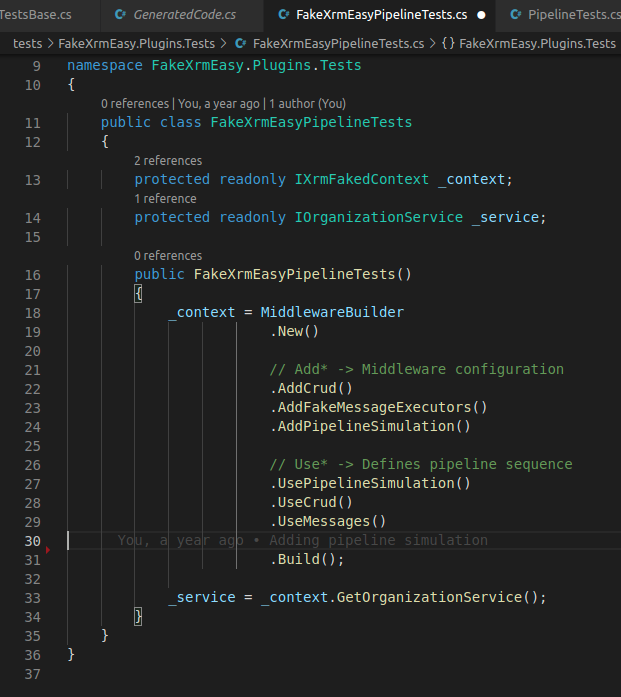 TestsBase.cs GeneratedCode.cs FakeXrmEasyPipelineTests.cs PipelineTests.cs
tests > FakeXrmEasy.Plugins.Tests > FakeXrmEasyPipelineTests.cs > {} FakeXrmEasy.Plugins.Tests
9 namespace FakeXrmEasy.Plugins.Tests
10 {
0 references | You, a year ago | 1 author (You)
11 public class FakeXrmEasyPipelineTests
12 {
2 references
13 protected readonly IXrmFakedContext _context;
1 reference
14 protected readonly IOrganizationService _service;
15
0 references
16 public FakeXrmEasyPipelineTests()
17 {
18 _context = MiddlewareBuilder
19 .New()
20
21 // Add* -> Middleware configuration
22 .AddCrud()
23 .AddFakeMessageExecutors()
24 .AddPipelineSimulation()
25
26 // Use* -> Defines pipeline sequence
27 .UsePipelineSimulation()
28 .UseCrud()
29 .UseMessages()
30 You, a year ago • Adding pipeline simulation
31 .Build();
32
33 _service = _context.GetOrganizationService();
34 }
35 }
36 }
37